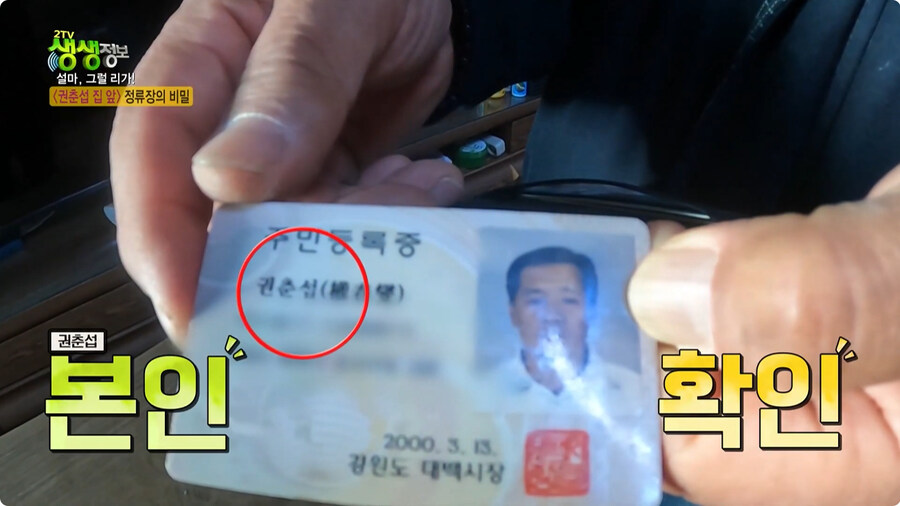 2TV
생생정보
설마, 그럴 리가!
〈권춘섭 집 앞〉 정류장의 비밀
주민등록증
권춘섭(權
권춘섭
본인
확인
2000. 3. 13.
강원도 태백시장